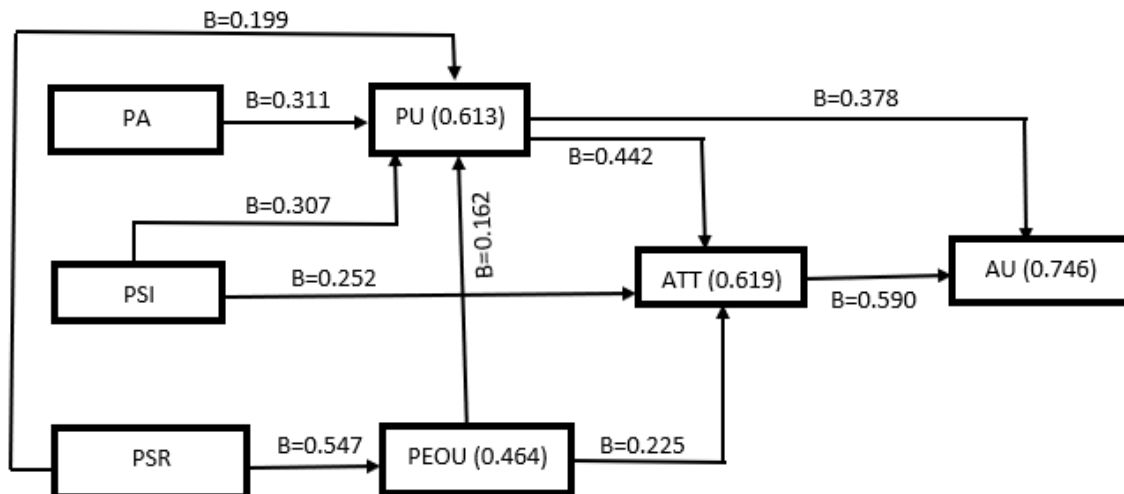 B=0.199
PA
B=0.311
PU (0.613)
B=0.378
B=0.442
B=0.307
B=0.162
PSI
B=0.252
ATT (0.619)
B=0.590
AU (0.746)
PSR
B=0.547
PEOU (0.464)
B=0.225